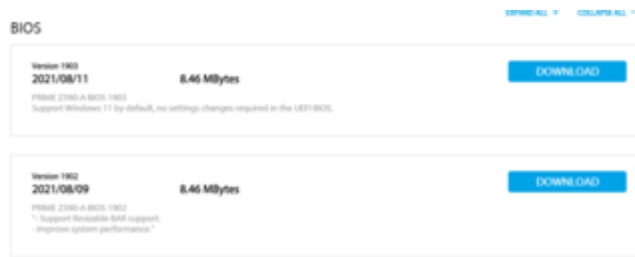 EXPAND ALL + COLLAPSE ALL -
BIOS
Version 1903
2021/08/11 8.46 MBytes DOWNLOAD
PRIME Z390-A BIOS 1903
Support Windows 11 by default, no settings changes required in the UEFI BIOS.
Version 1902
2021/08/09 8.46 MBytes DOWNLOAD
PRIME Z390-A BIOS 1902
"- Support Resizable BAR support.
- Improve system performance."